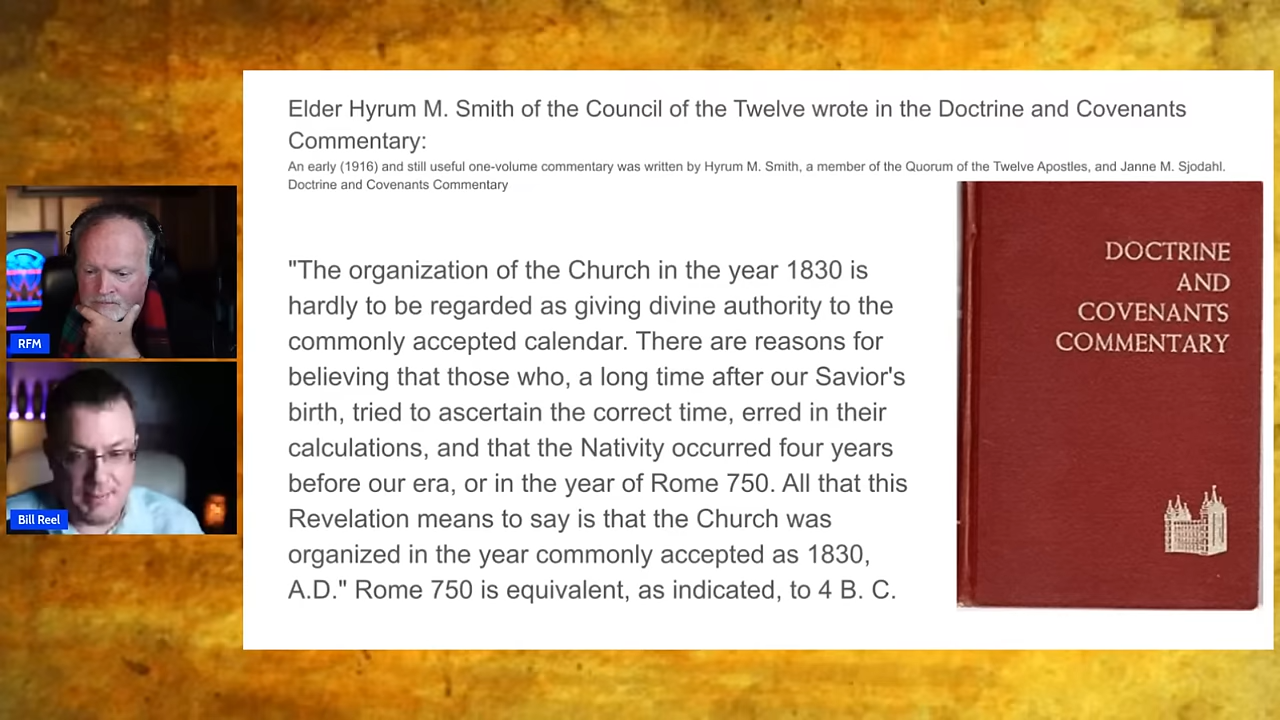 Elder Hyrum M. Smith of the Council of the Twelve wrote in the Doctrine and Covenants
Commentary:
An early (1916) and still useful one-volume commentary was written by Hyrum M. Smith, a member of the Quorum of the Twelve Apostles, and Janne M. Sjodahl.
Doctrine and Covenants Commentary
"The organization of the Church in the year 1830 is
hardly to be regarded as giving divine authority to the
commonly accepted calendar. There are reasons for
believing that those who, a long time after our Savior's
birth, tried to ascertain the correct time, erred in their
calculations, and that the Nativity occurred four years
before our era, or in the year of Rome 750. All that this
Revelation means to say is that the Church was
organized in the year commonly accepted as 1830,
A.D." Rome 750 is equivalent, as indicated, to 4 B. C.
DOCTRINE
AND
COVENANTS
COMMENTARY
RFM
Bill Reel